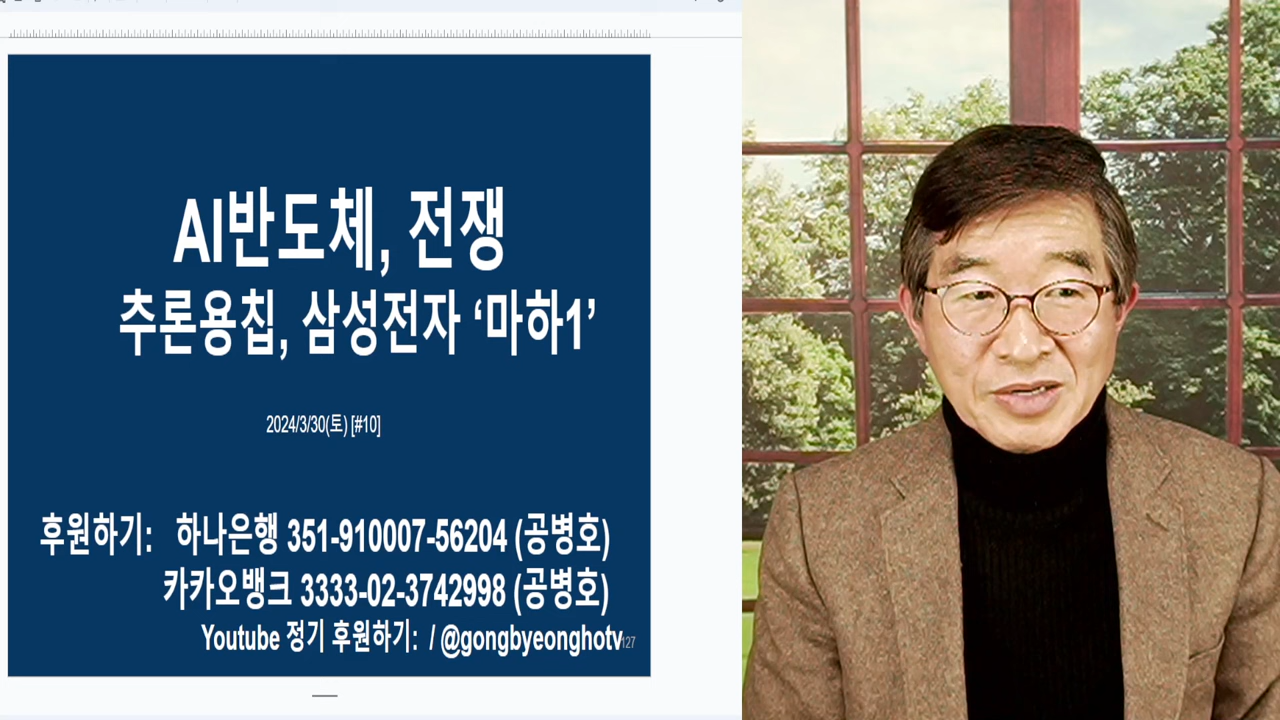 AI반도체, 전쟁
추론용칩, 삼성전자 ‘마하1’
2024/3/30(토) [#10]
후원하기: 하나은행 351-910007-56204 (공병호)
카카오뱅크 3333-02-3742998 (공병호)
Youtube 정기 후원하기: / @gongbyeonghotv
127